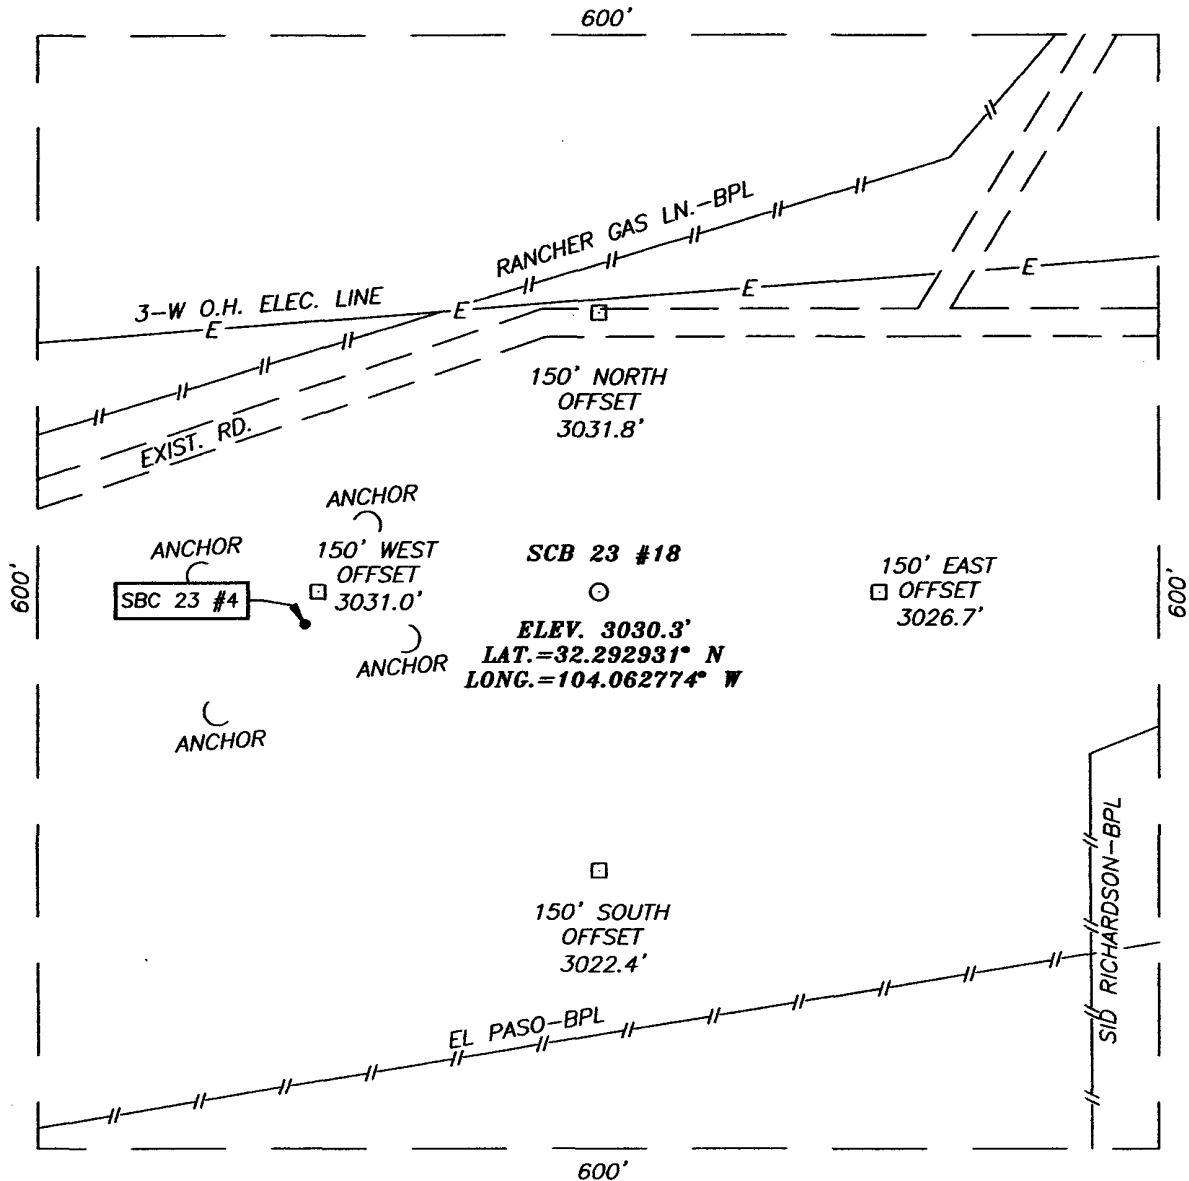 600'
RANCHER GAS LN.-BPL
3-W O.H. ELEC. LINE
E
E
E
E
150' NORTH
OFFSET
3031.8'
EXIST. RD.
ANCHOR
ANCHOR
150' WEST
OFFSET
3031.0'
SBC 23 #4
ANCHOR
ANCHOR
SCB 23 #18
ELEV. 3030.3'
LAT.=32.292931° N
LONG.=104.062774° W
150' EAST
OFFSET
3026.7'
600'
600'
150' SOUTH
OFFSET
3022.4'
SID RICHARDSON-BPL
EL PASO-BPL
600'